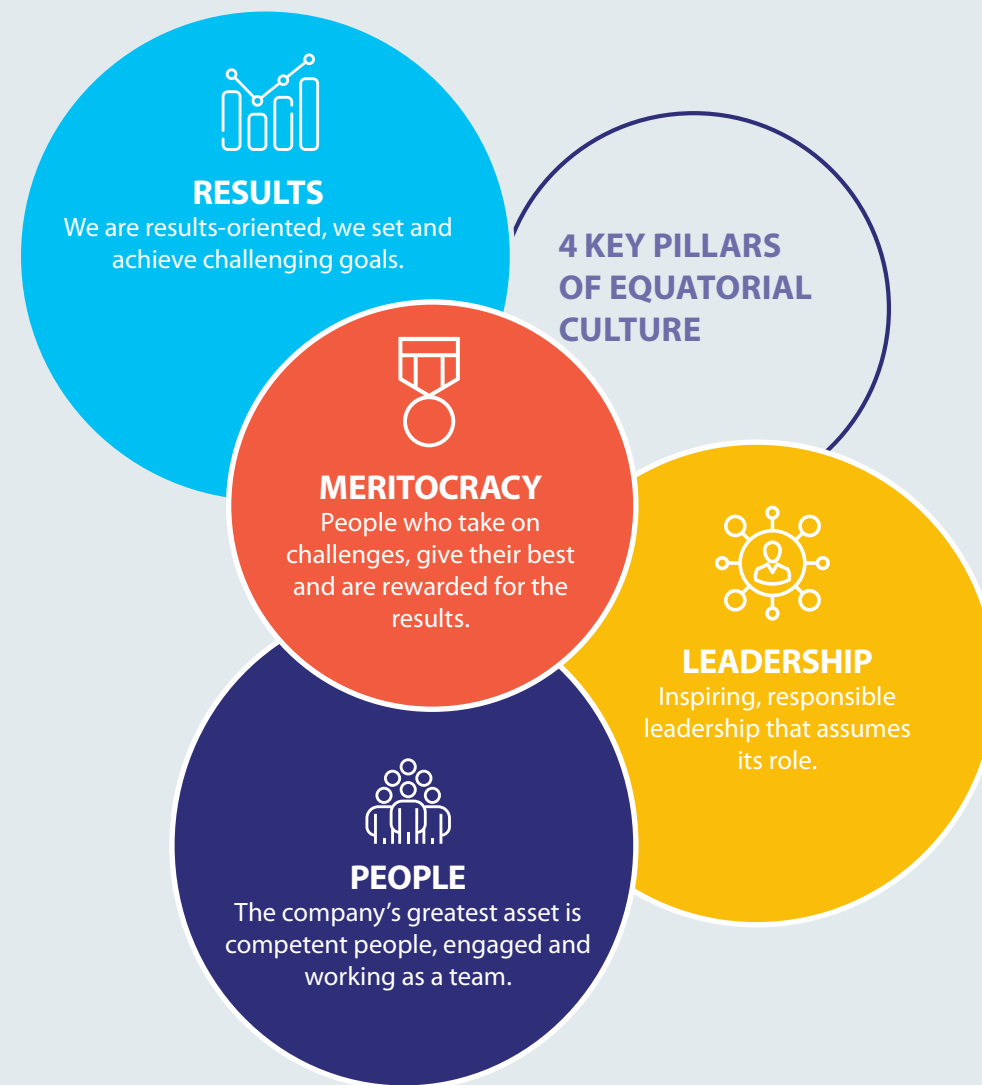 RESULTS
We are results-oriented, we set and
achieve challenging goals.
4 KEY PILLARS
OF EQUATORIAL
CULTURE
MERITOCRACY
People who take on
challenges, give their best
and are rewarded for the
results.
LEADERSHIP
Inspiring, responsible
leadership that assumes
its role.
PEOPLE
The company’s greatest asset is
competent people, engaged and
working as a team.